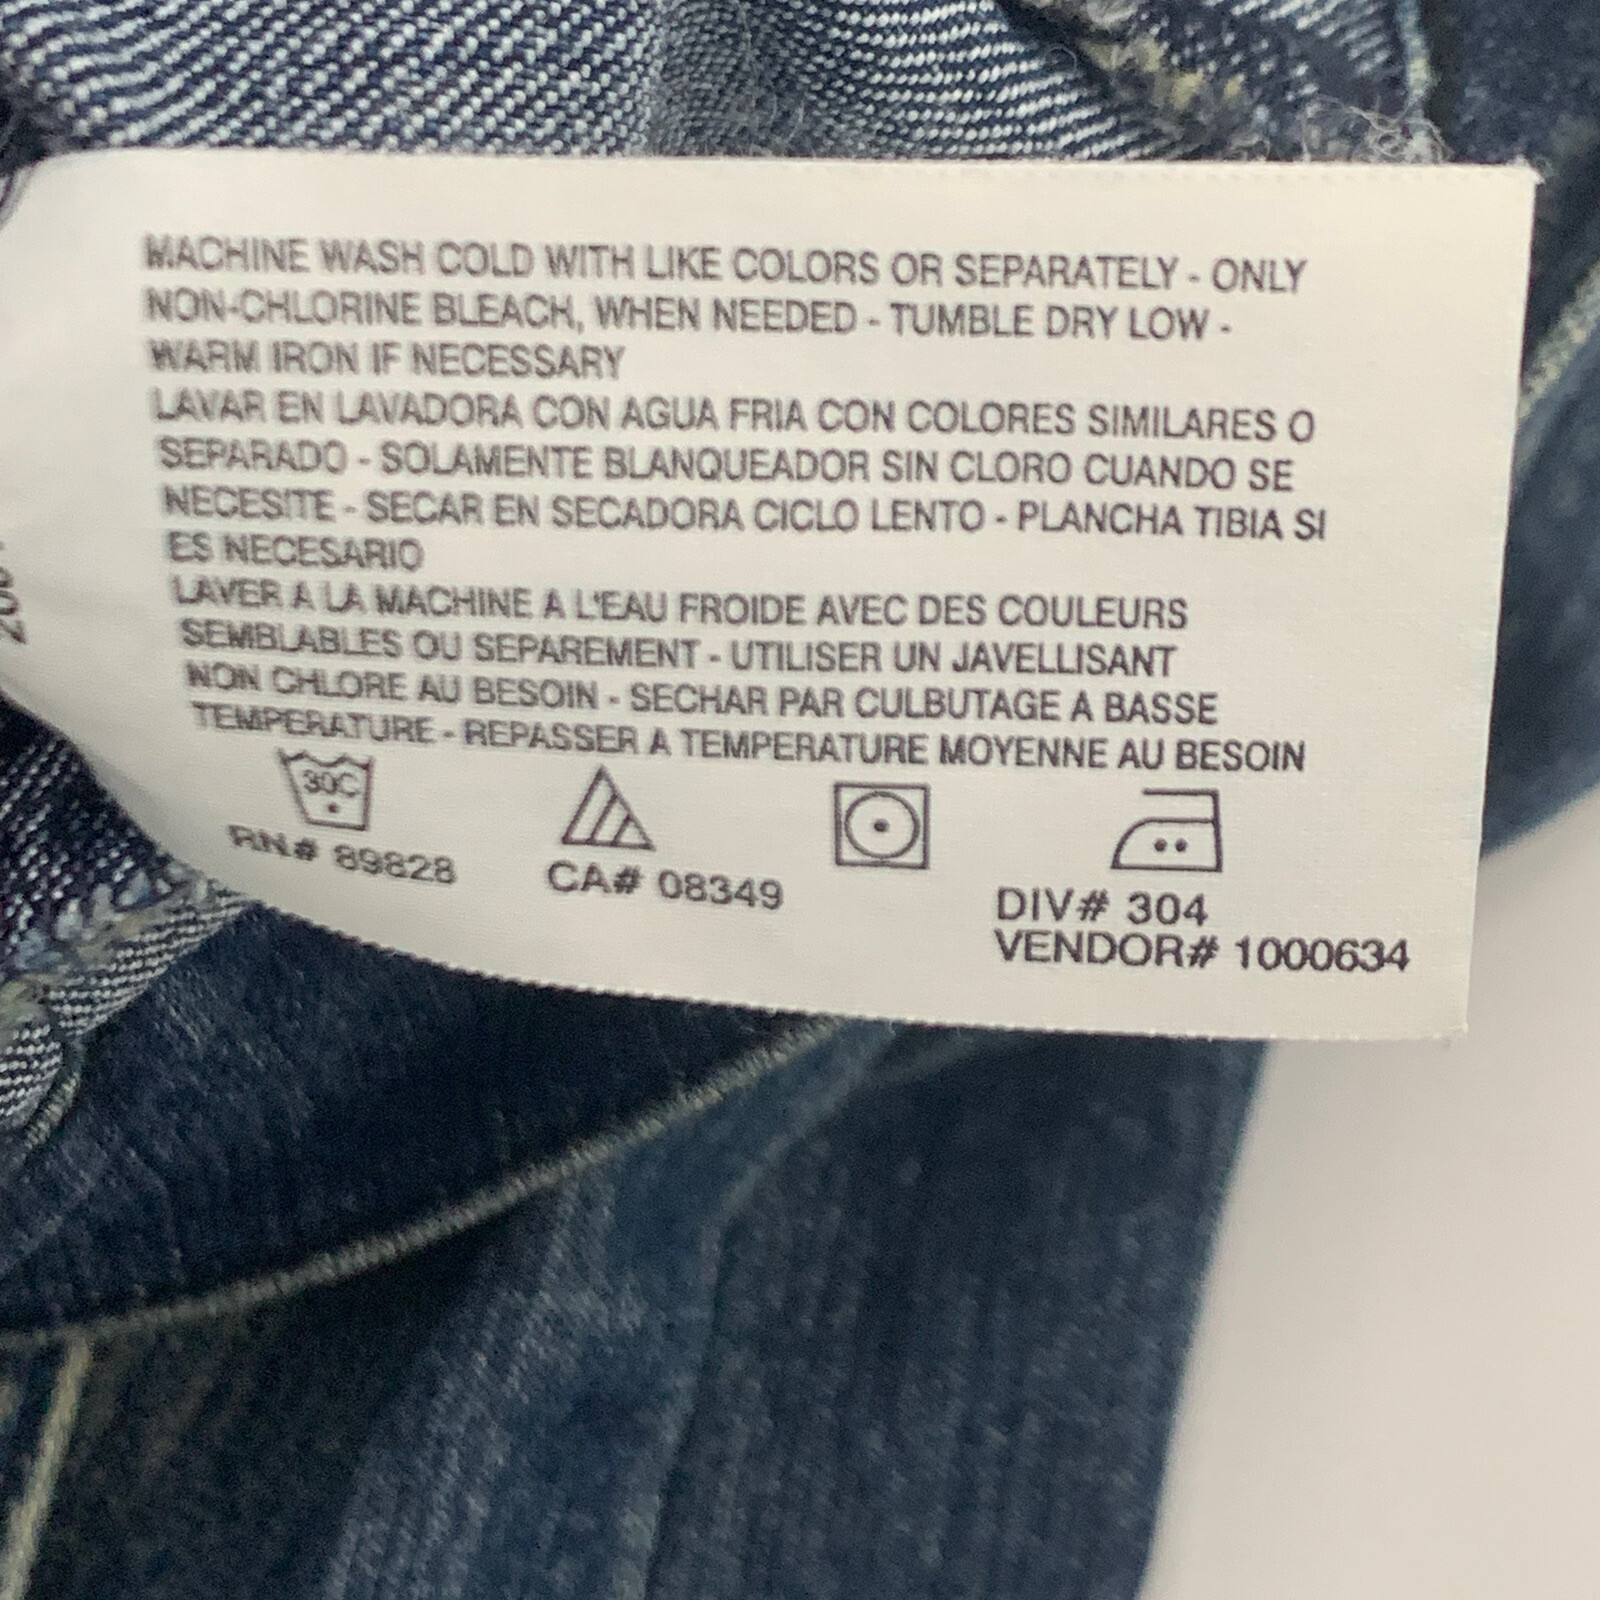 MACHINE WASH COLD WITH LIKE COLORS OR SEPARATELY - ONLY
NON-CHLORINE BLEACH, WHEN NEEDED - TUMBLE DRY LOW -
WARM IRON IF NECESSARY
LAVAR EN LAVADORA CON AGUA FRIA CON COLORES SIMILARES O
SEPARADO - SOLAMENTE BLANQUEADOR SIN CLORO CUANDO SE
NECESITE - SECAR EN SECADORA CICLO LENTO - PLANCHA TIBIA SI
ES NECESARIO
LAVER A LA MACHINE A L'EAU FROIDE AVEC DES COULEURS
SEMBLABLES OU SEPAREMENT - UTILISER UN JAVELLISANT
NON CHLORE AU BESOIN - SECHAR PAR CULBUTAGE A BASSE
TEMPERATURE - REPASSER A TEMPERATURE MOYENNE AU BESOIN
30C
RN# 89828 CA# 08349 DIV# 304
VENDOR# 1000634